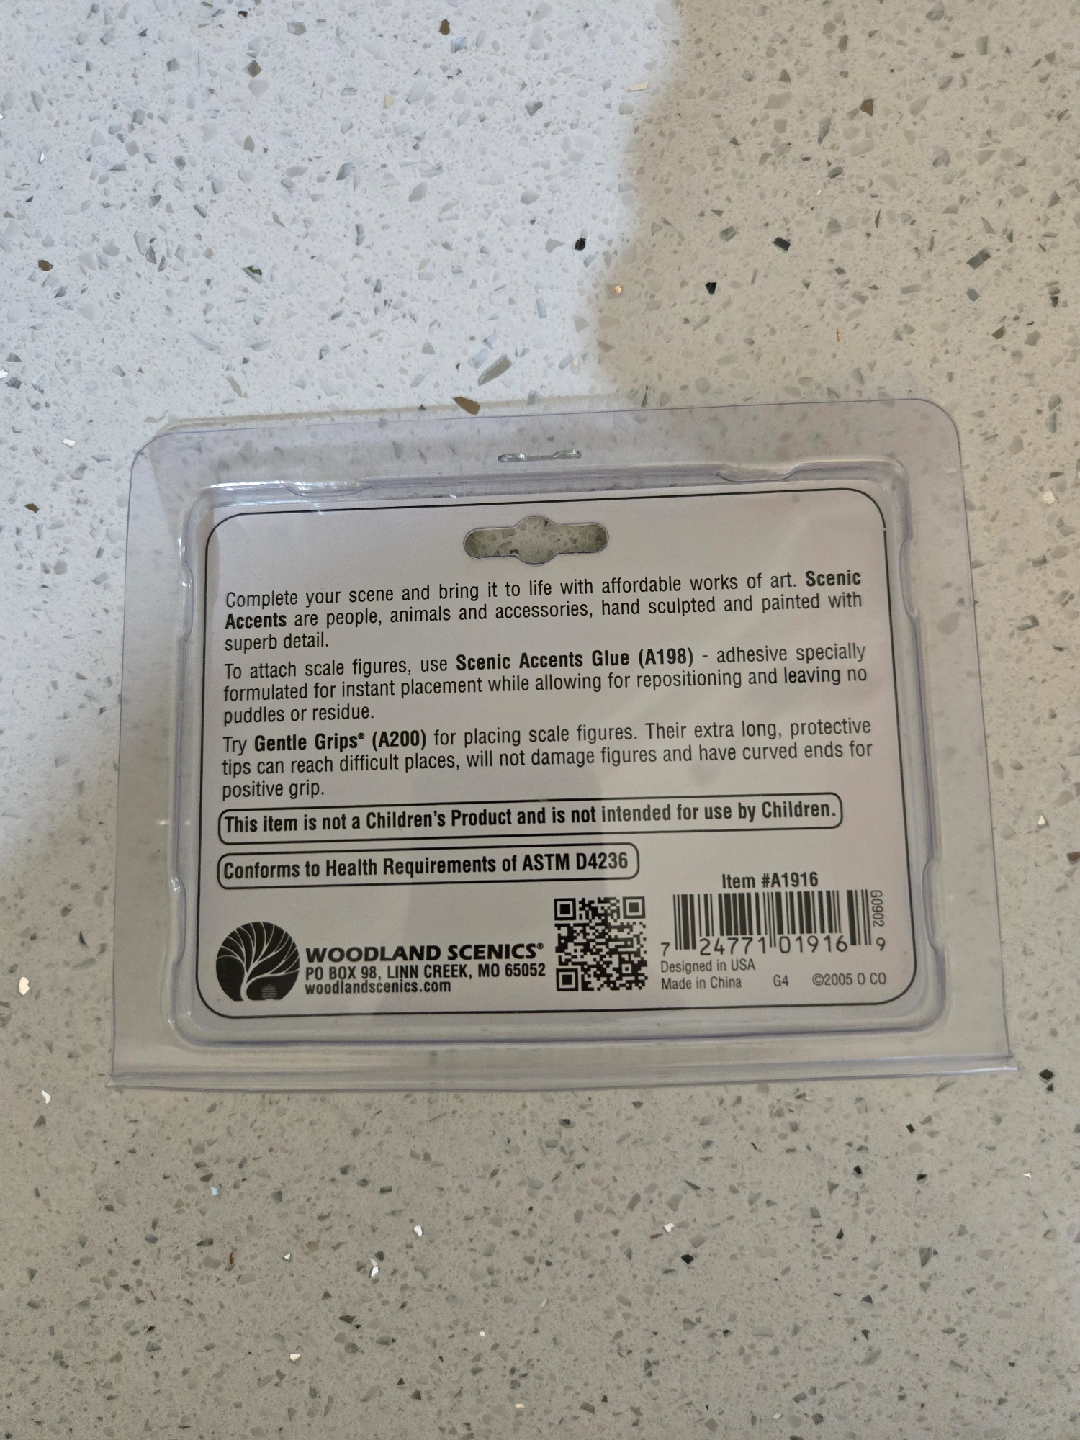 Complete your scene and bring it to life with affordable works of art. Scenic
Accents are people, animals and accessories, hand sculpted and painted with
superb detail.
To attach scale figures, use Scenic Accents Glue (A198) - adhesive specially
formulated for instant placement while allowing for repositioning and leaving no
puddles or residue.
Try Gentle Grips® (A200) for placing scale figures. Their extra long, protective
tips can reach difficult places, will not damage figures and have curved ends for
positive grip.
This item is not a Children's Product and is not intended for use by Children.
Conforms to Health Requirements of ASTM D4236
WOODLAND SCENICS®
PO BOX 98, LINN CREEK, MO 65052
woodlandscenics.com
Item #A1916
G0902
7 24771 01916 9
Designed in USA
Made in China G4 ©2005 O CO